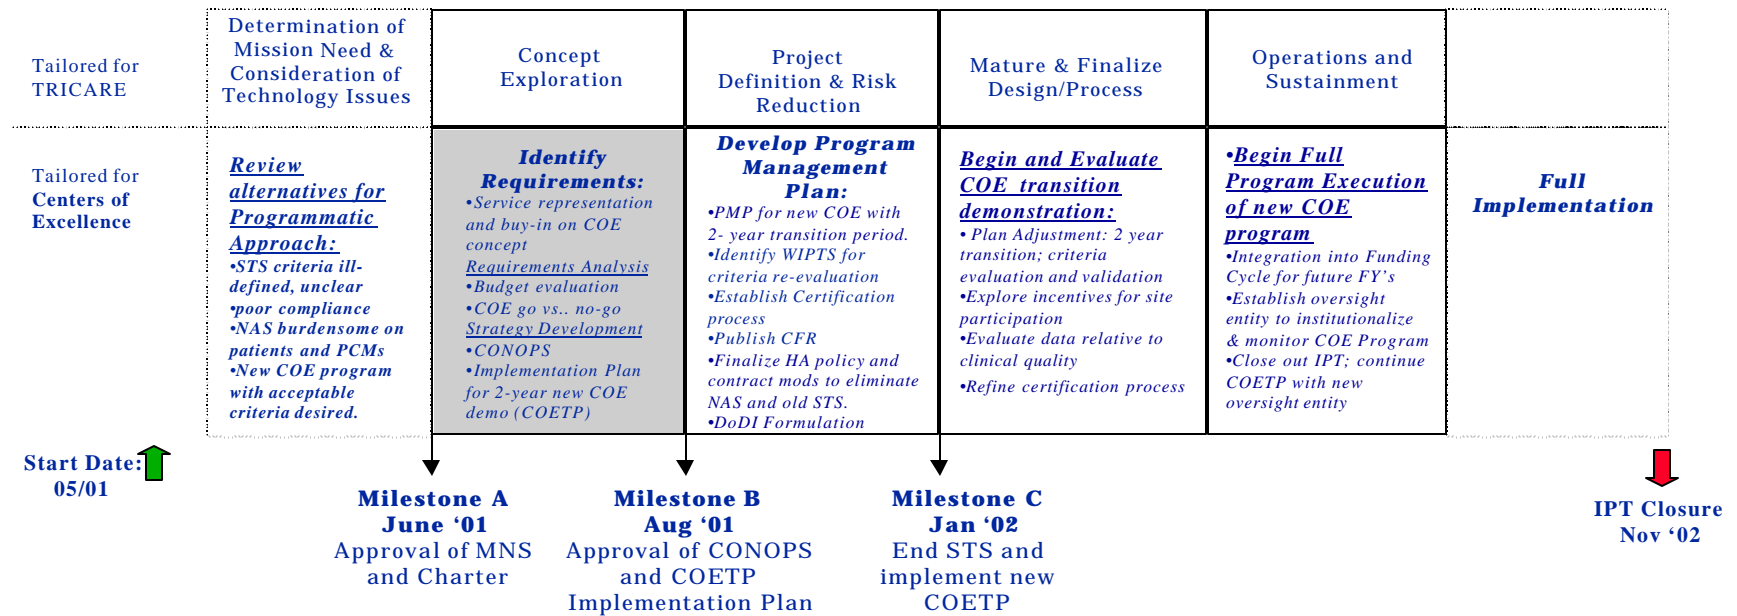 Tailored for
TRICARE
Determination of
Mission Need &
Consideration of
Technology Issues
Concept
Exploration
Project
Definition & Risk
Reduction
Mature & Finalize
Design/Process
Operations and
Sustainment
Tailored for
Centers of
Excellence
Review
alternatives for
Programmatic
Approach:
•STS criteria ill-
defined, unclear
•poor compliance
•NAS burdensome on
patients and PCMs
•New COE program
with acceptable
criteria desired.
Identify
Requirements:
•Service representation
and buy-in on COE
concept
Requirements Analysis
•Budget evaluation
•COE go vs.. no-go
Strategy Development
•CONOPS
•Implementation Plan
for 2-year new COE
demo (COETP)
Develop Program
Management
Plan:
•PMP for new COE with
2- year transition period.
•Identify WIPTS for
criteria re-evaluation
•Establish Certification
process
•Publish CFR
•Finalize HA policy and
contract mods to eliminate
NAS and old STS.
•DoDI Formulation
Begin and Evaluate
COE transition
demonstration:
• Plan Adjustment: 2 year
transition; criteria
evaluation and validation
•Explore incentives for site
participation
•Evaluate data relative to
clinical quality
•Refine certification process
•Begin Full
Program Execution
of new COE
program
•Integration into Funding
Cycle for future FY's
•Establish oversight
entity to institutionalize
& monitor COE Program
•Close out IPT; continue
COETP with new
oversight entity
Full
Implementation
Start Date:
05/01
Milestone A
June ‘01
Approval of MNS
and Charter
Milestone B
Aug ‘01
Approval of CONOPS
and COETP
Implementation Plan
Milestone C
Jan ‘02
End STS and
implement new
COETP
IPT Closure
Nov ‘02